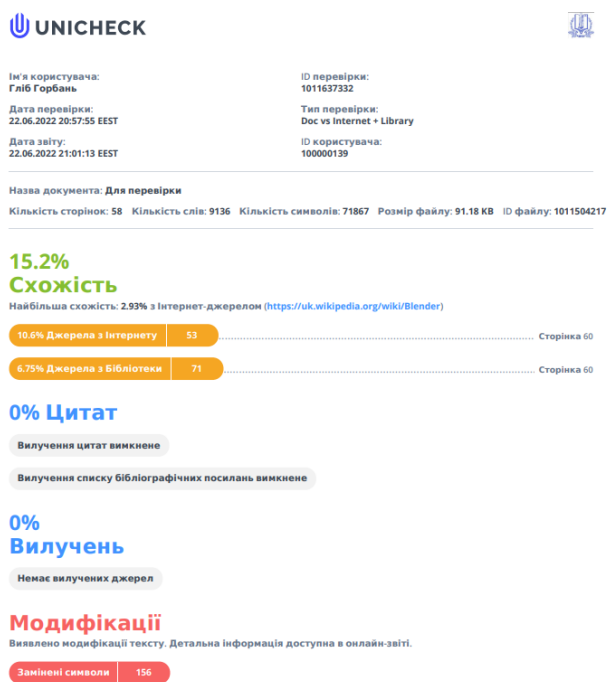 UNICHECK
Ім'я користувача:
Гліб Горбань
ID перевірки:
1011637332
Дата перевірки:
22.06.2022 20:57:55 EEST
Тип перевірки:
Doc vs Internet + Library
Дата звіту:
22.06.2022 21:01:13 EEST
ID користувача:
100000139
Назва документа: Для перевірки
Кількість сторінок: 58 Кількість слів: 9136 Кількість символів: 71867 Розмір файлу: 91.18 KB ID файлу: 1011504217
15.2%
Схожість
Найбільша схожість: 2.93% з Інтернет-джерелом (https://uk.wikipedia.org/wiki/Blender)
10.6% Джерела з Інтернету 53 Сторінка 60
6.75% Джерела з Бібліотеки 71 Сторінка 60
0% Цитат
Вилучення цитат вимкнене
Вилучення списку бібліографічних посилань вимкнене
0%
Вилучень
Немає вилучених джерел
Модифікації
Виявлено модифікації тексту. Детальна інформація доступна в онлайн-звіті.
Замінені символи 156